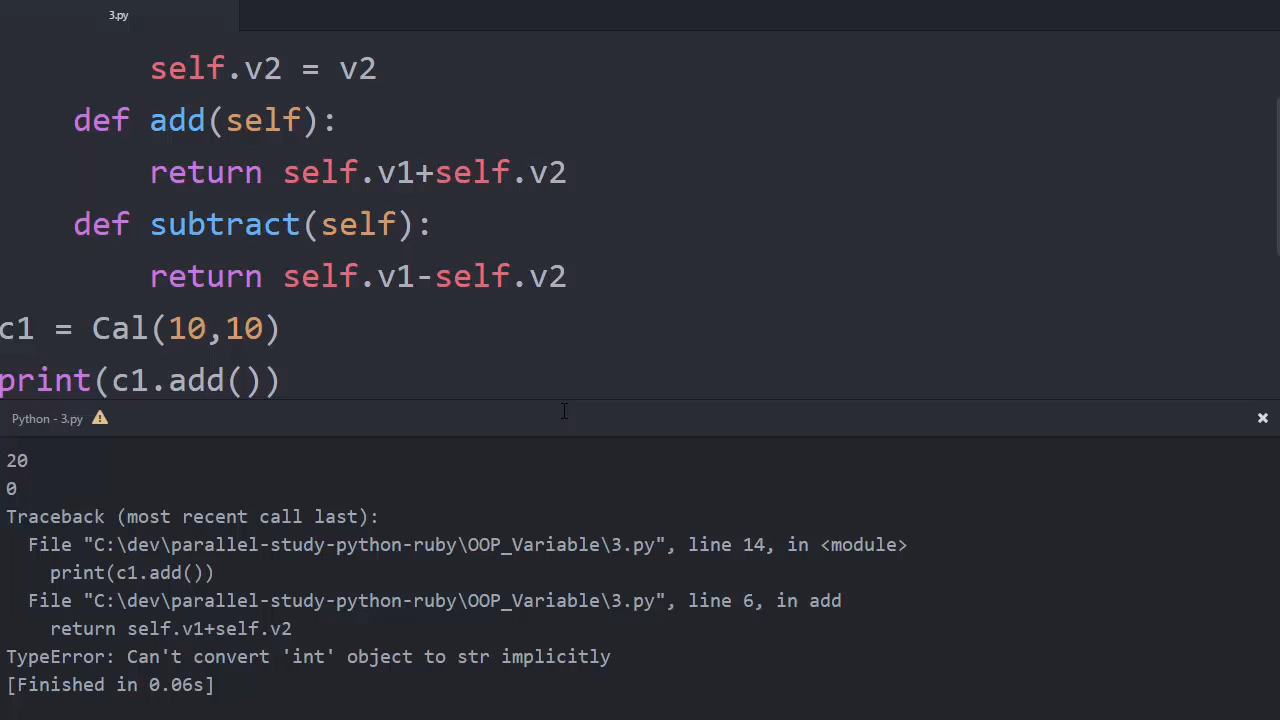 3.py
self.v2 = v2
def add(self):
return self.v1+self.v2
def subtract(self):
return self.v1-self.v2
c1 = Cal(10,10)
print(c1.add())
Python - 3.py
20
0
Traceback (most recent call last):
File "C:\dev\parallel-study-python-ruby\OOP_Variable\3.py", line 14, in <module>
print(c1.add())
File "C:\dev\parallel-study-python-ruby\OOP_Variable\3.py", line 6, in add
return self.v1+self.v2
TypeError: Can't convert 'int' object to str implicitly
[Finished in 0.06s]